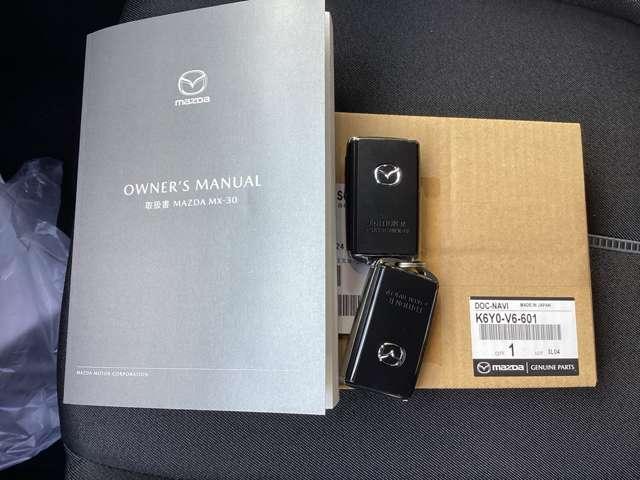 mazda
OWNER'S MANUAL
取扱書 MAZDA MX-30
MAZDA MOTOR CORPORATION
DOC-NAVI MADE IN JAPAN
K6Y0-V6-601
1
3L04
mazda GENUINE PARTS